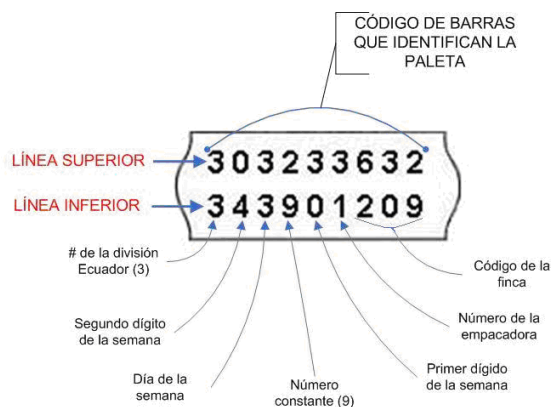 CÓDIGO DE BARRAS
QUE IDENTIFICAN LA
PALETA
LÍNEA SUPERIOR
303233632
LÍNEA INFERIOR
343901209
# de la división
Ecuador (3)
Segundo dígito
de la semana
Día de la
semana
Número
constante (9)
Primer dígido
de la semana
Número de la
empacadora
Código de la
finca